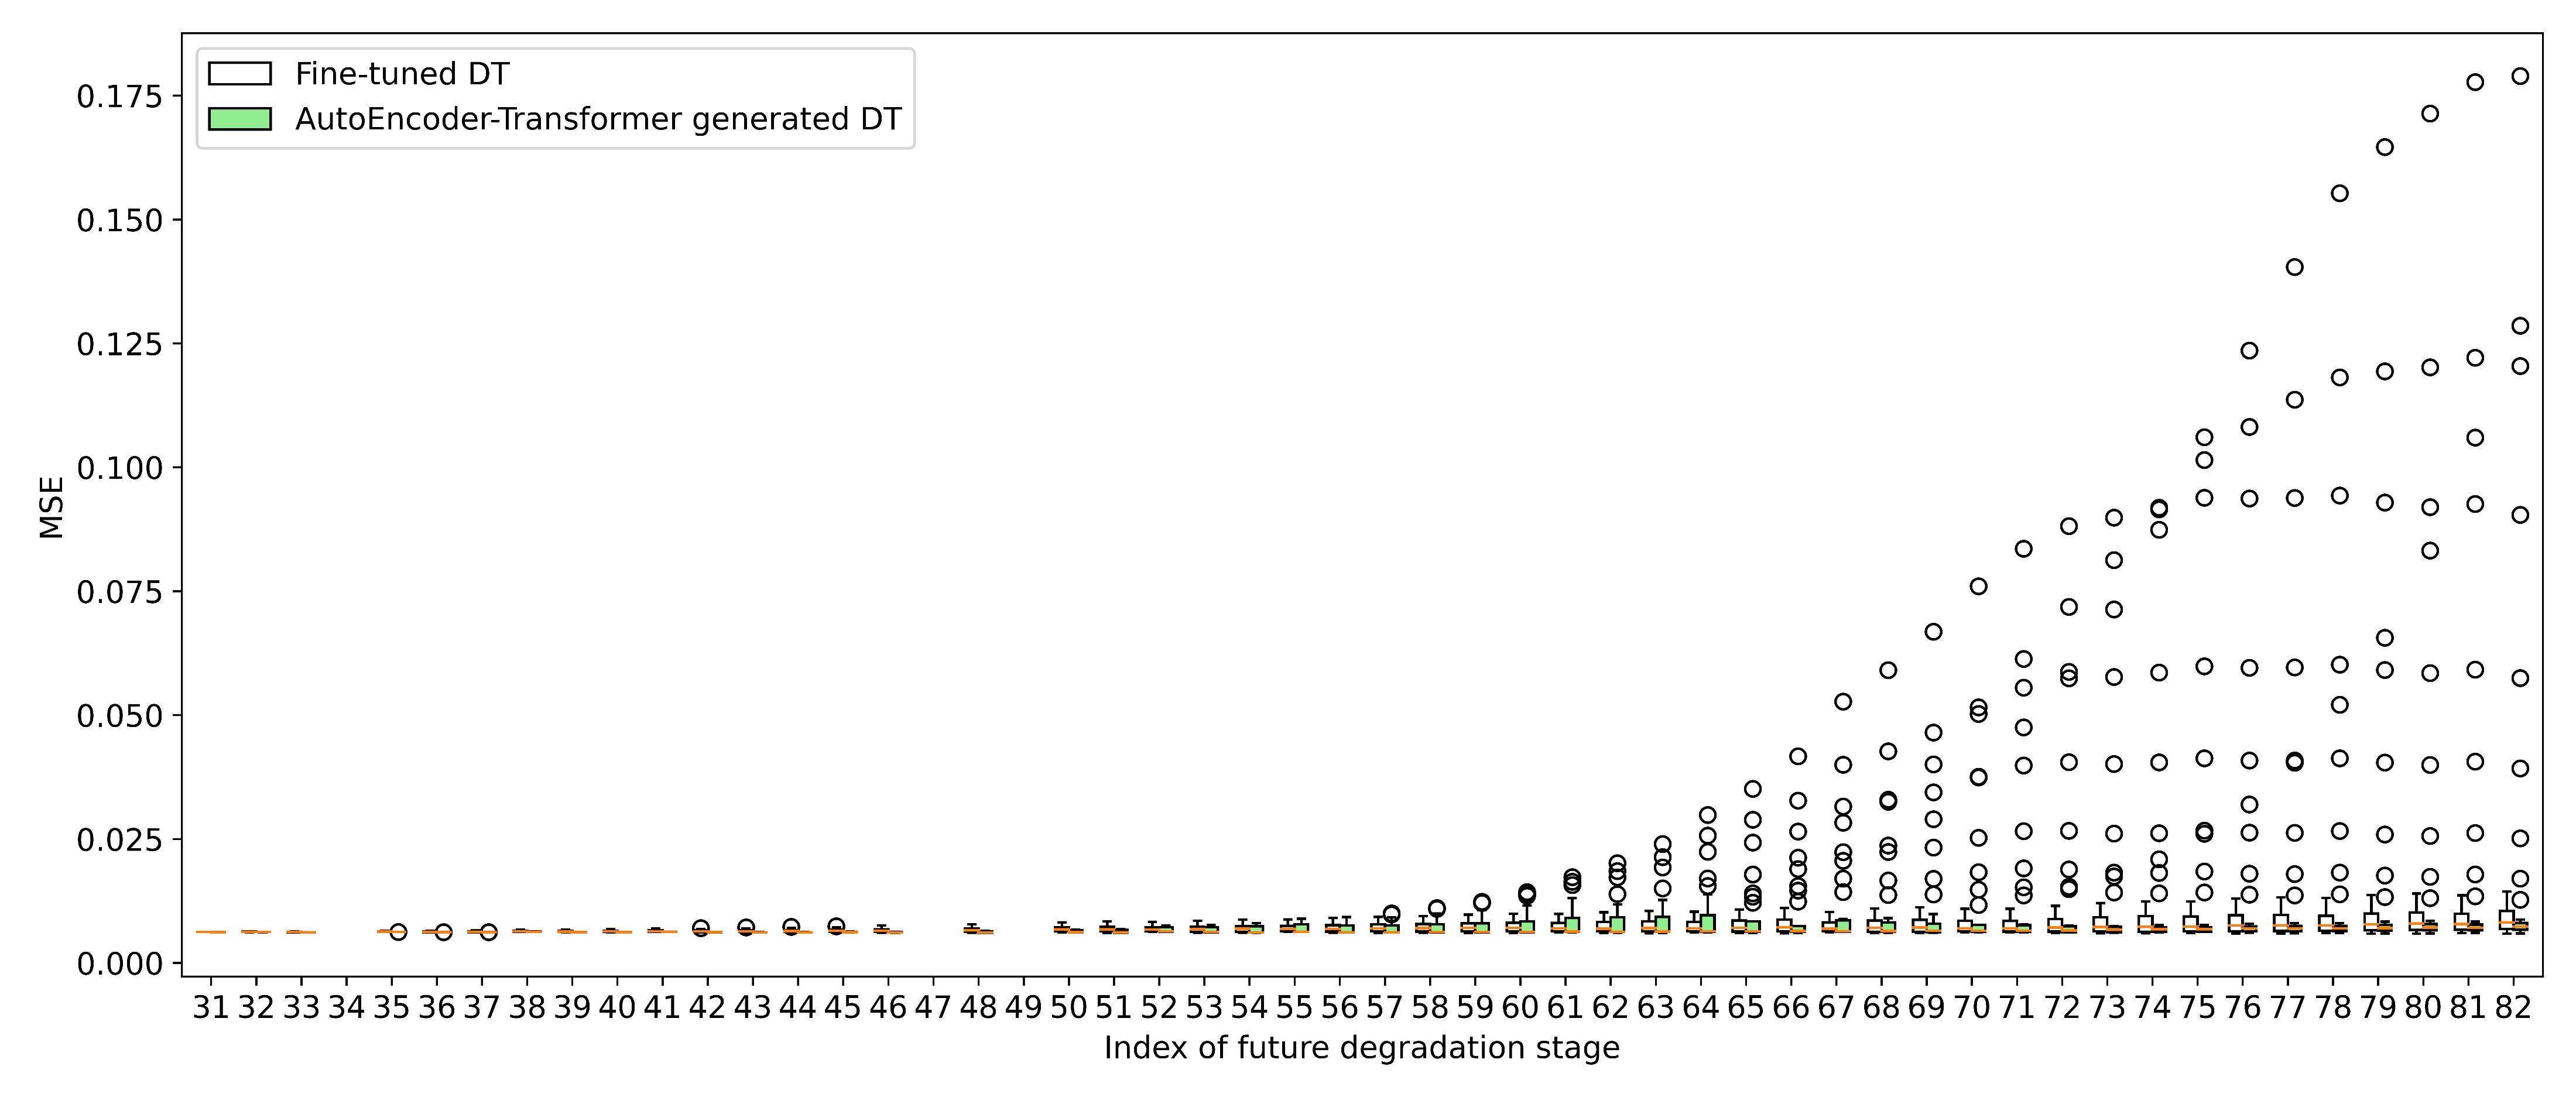 Fine-tuned DT
AutoEncoder-Transformer generated DT
0.175
0.150
0.125
0.100
0.075
0.050
0.025
0.000
MSE
31 32 33 34 35 36 37 38 39 40 41 42 43 44 45 46 47 48 49 50 51 52 53 54 55 56 57 58 59 60 61 62 63 64 65 66 67 68 69 70 71 72 73 74 75 76 77 78 79 80 81 82
Index of future degradation stage